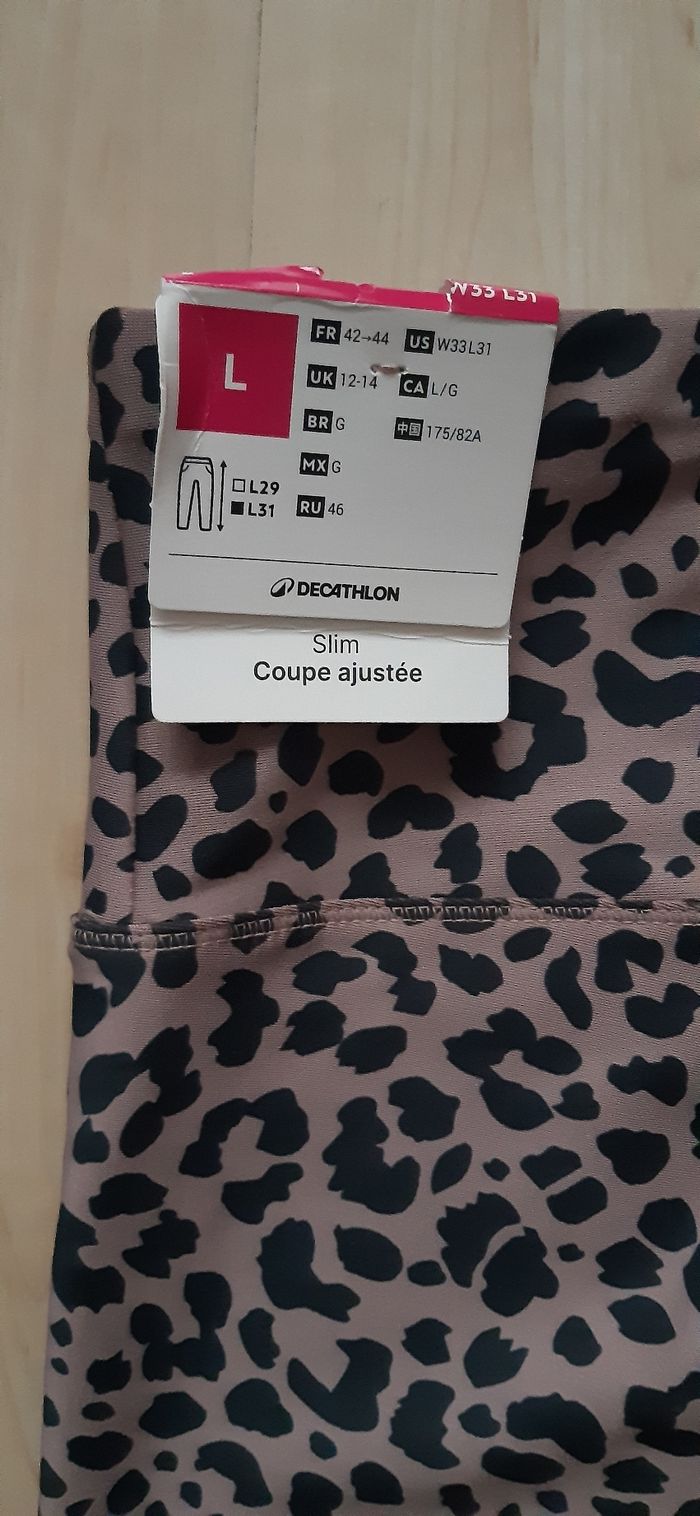 W33 L31
L
FR 42→44 US W33L31
UK 12-14 CA L/G
BR G 中国 175/82A
MX G
L29
L31
RU 46
DECATHLON
Slim
Coupe ajustée